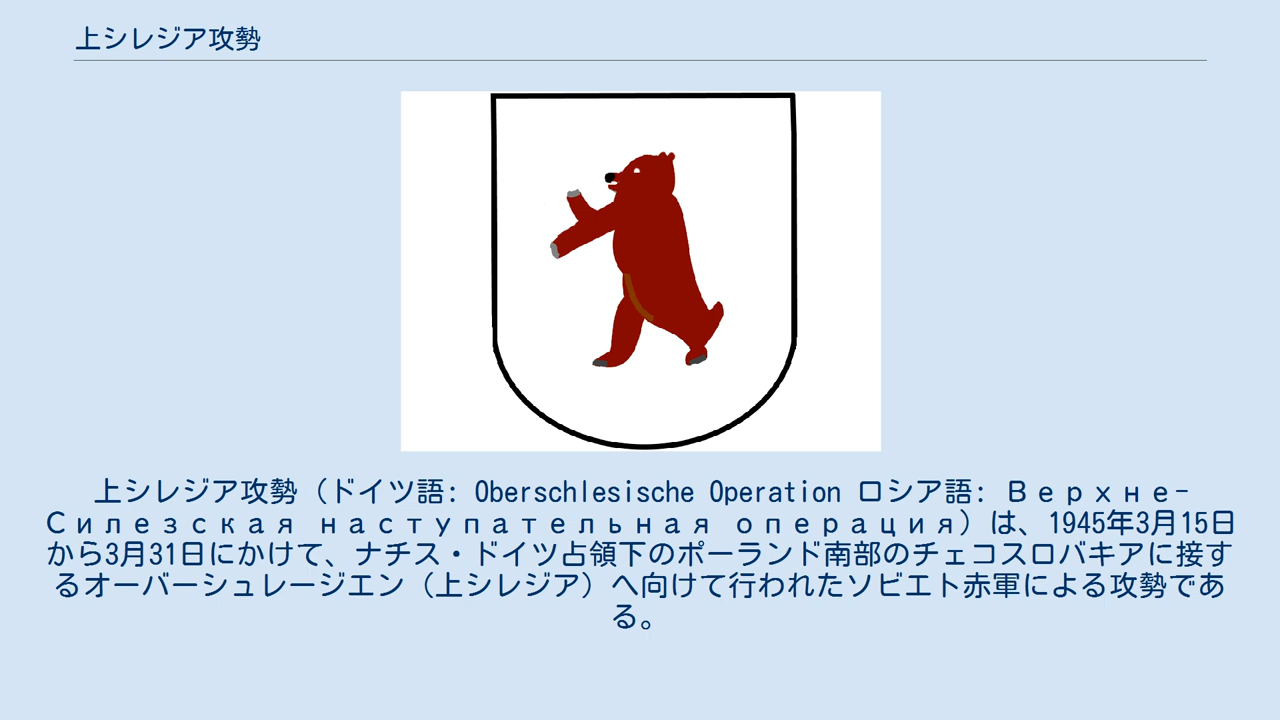 上シレジア攻勢
上シレジア攻勢（ドイツ語: Oberschlesische Operation ロシア語: Верхне-
Силезская наступательная операция）は、1945年3月15日
から3月31日にかけて、ナチス・ドイツ占領下のポーランド南部のチェコスロバキアに接す
るオーバーシュレージエン（上シレジア）へ向けて行われたソビエト赤軍による攻勢であ
る。